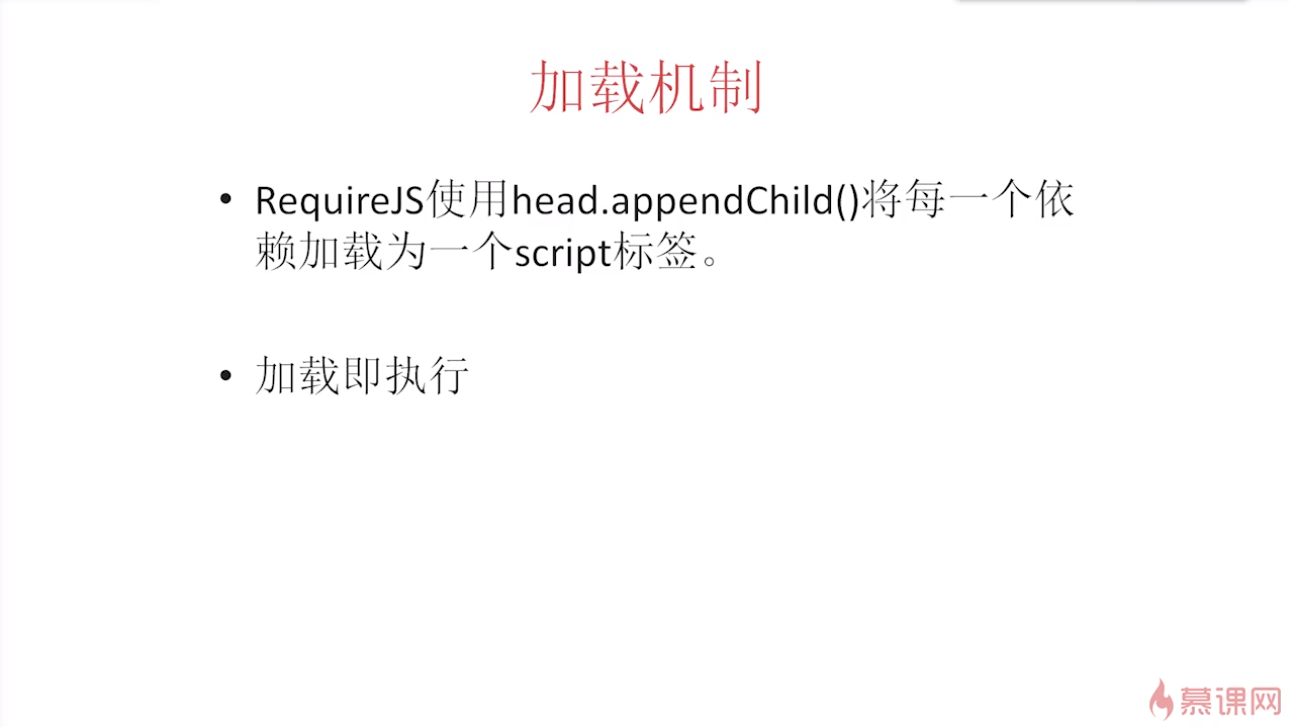 加载机制
• RequireJS使用head.appendChild()将每一个依
赖加载为一个script标签。
• 加载即执行
慕课网